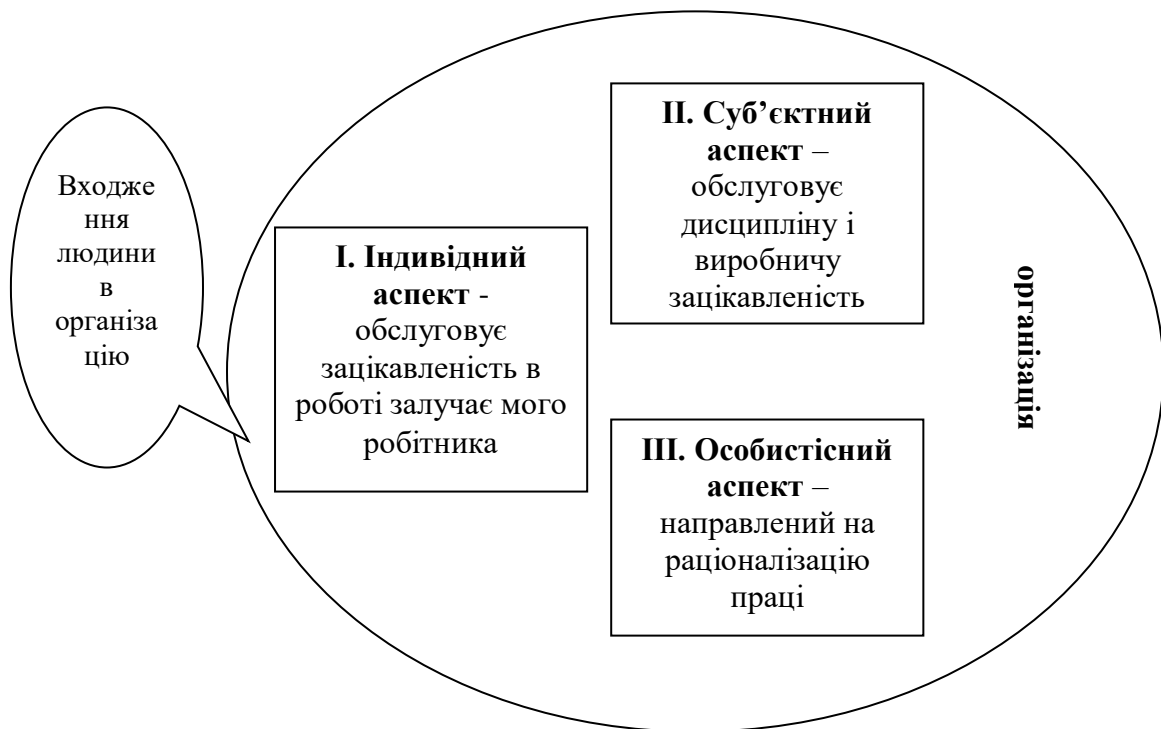 Входже
ння
людини
в
організа
цію
І. Індивідний
аспект -
обслуговує
зацікавленість в
роботі залучає мого
робітника
ІІ. Суб’єктний
аспект –
обслуговує
дисципліну і
виробничу
зацікавленість
ІІІ. Особистісний
аспект –
направлений на
раціоналізацію
праці
організація